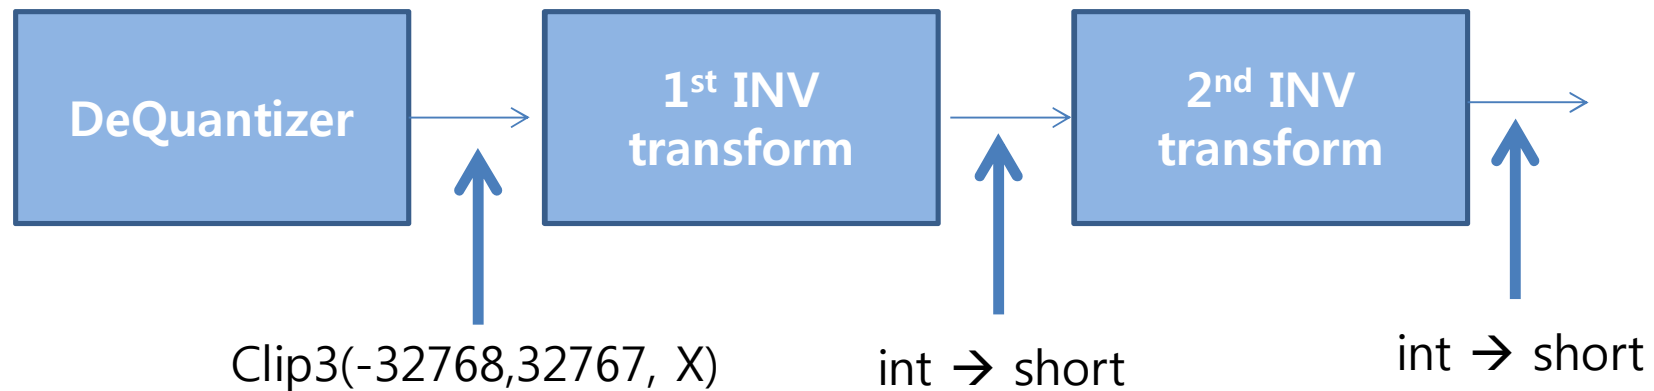 DeQuantizer
1st INV
transform
2nd INV
transform
Clip3(-32768,32767, X)
int → short
int → short